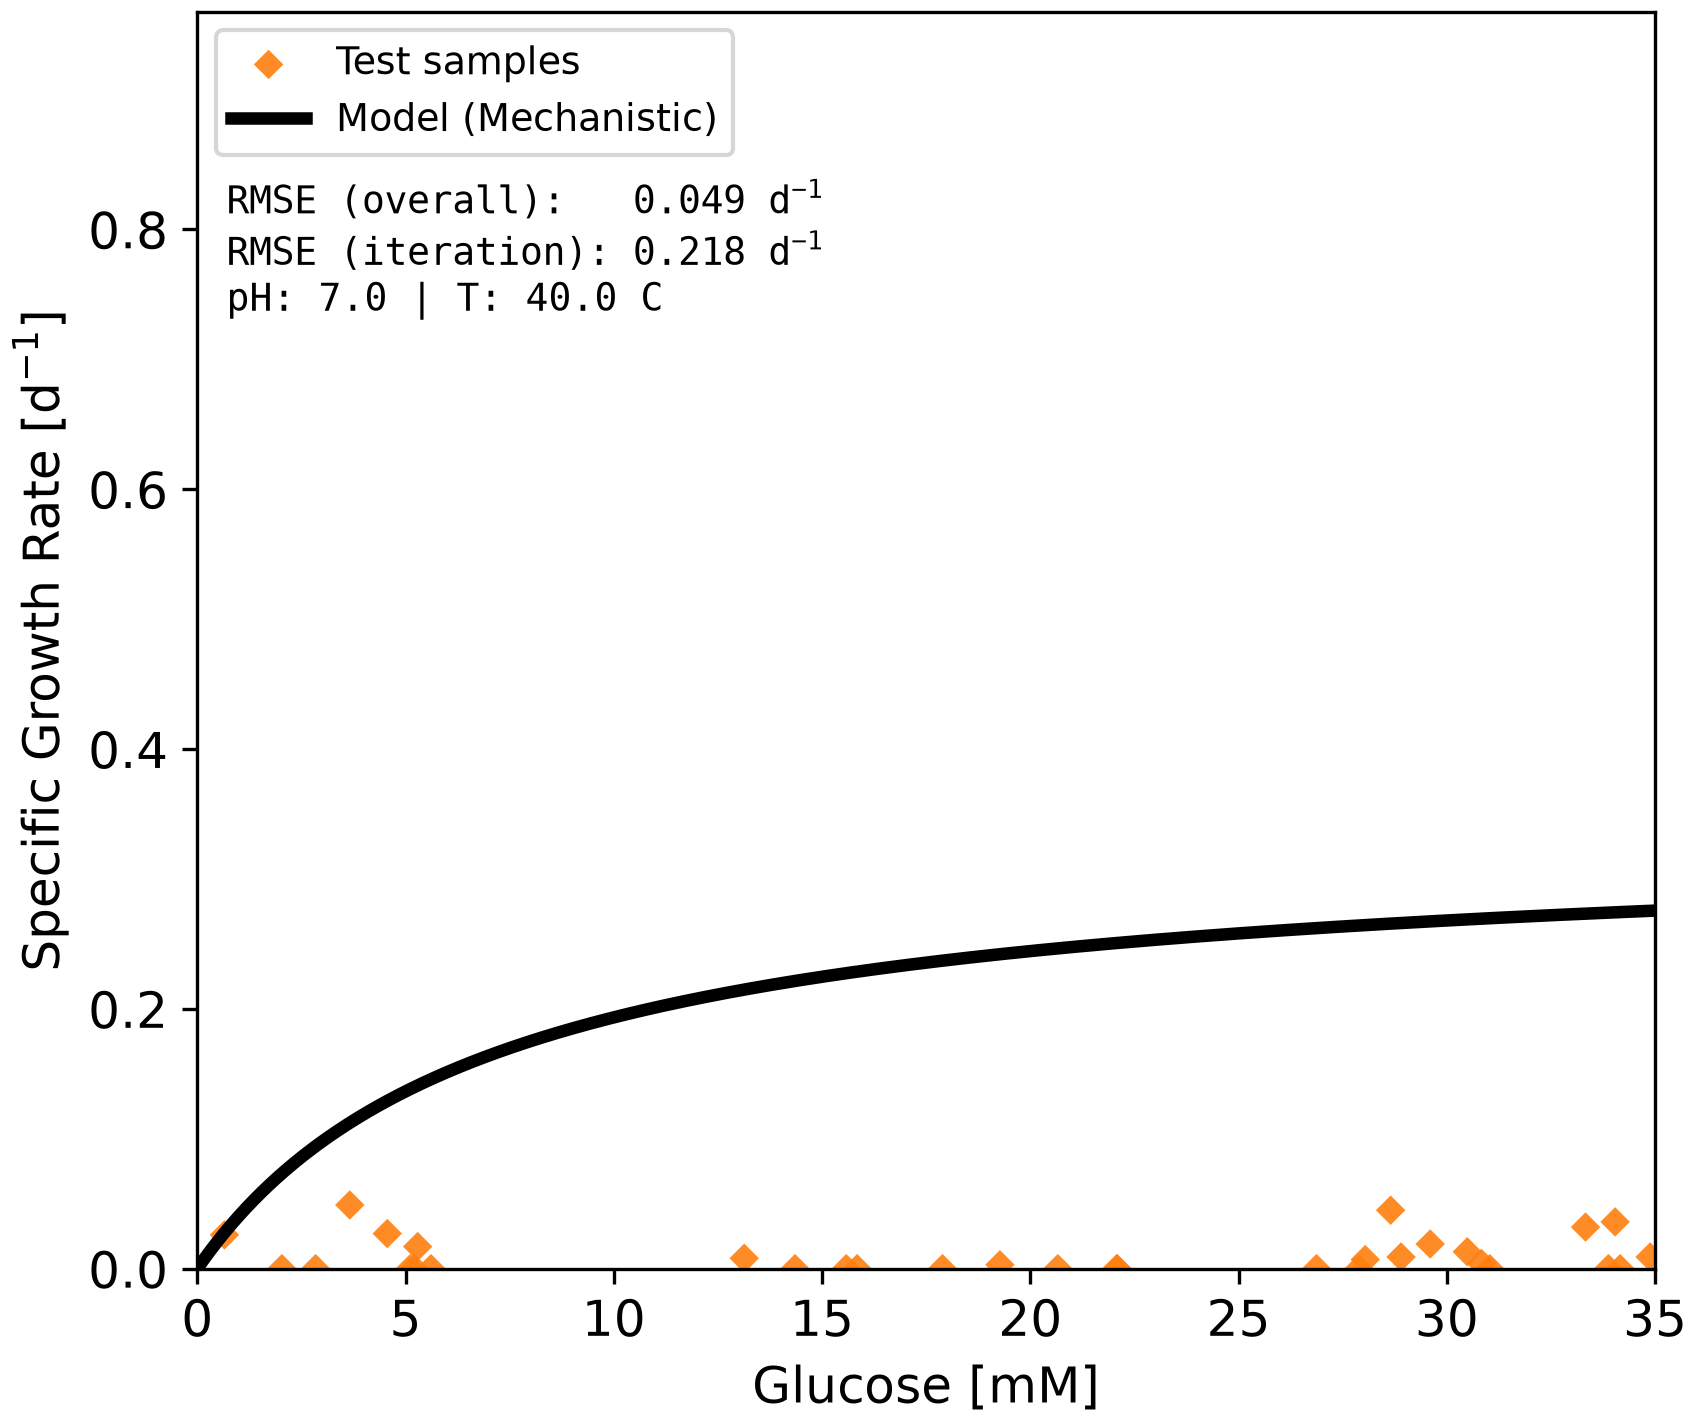 Test samples
Model (Mechanistic)
RMSE (overall): 0.049 d⁻¹
RMSE (iteration): 0.218 d⁻¹
pH: 7.0 | T: 40.0 C
Specific Growth Rate [d⁻¹]
0.8
0.6
0.4
0.2
0.0
0 5 10 15 20 25 30 35
Glucose [mM]